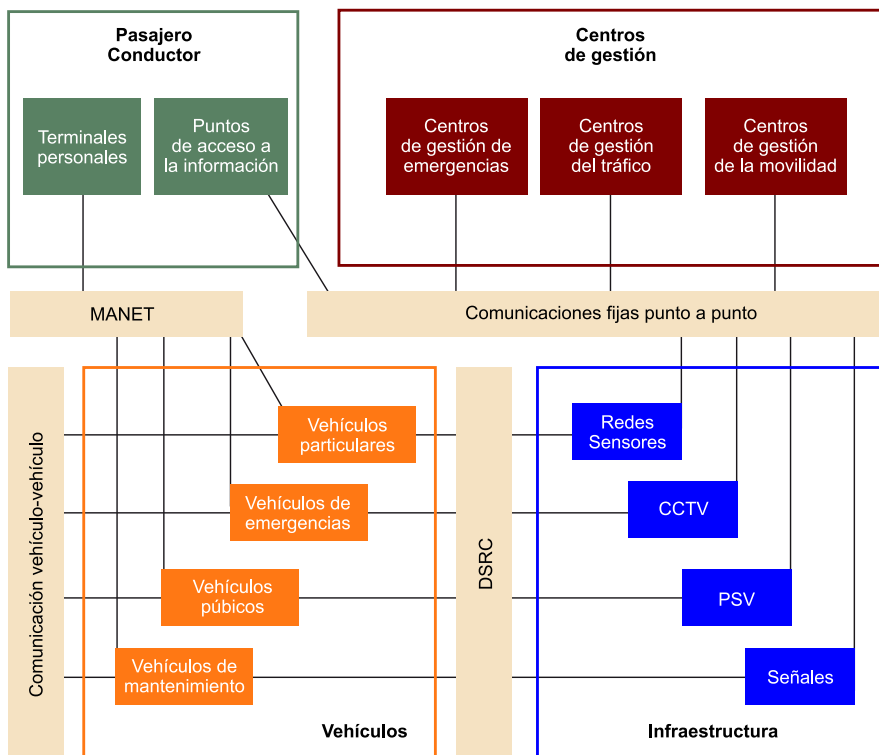 Pasajero
Conductor
Centros
de gestión
Terminales
personales
Puntos
de acceso a
la información
Centros
de gestión de
emergencias
Centros
de gestión
del tráfico
Centros
de gestión
de la movilidad
MANET
Comunicaciones fijas punto a punto
Comunicación vehículo-vehículo
Vehículos
particulares
Vehículos de
emergencias
Vehículos
púbicos
Vehículos de
mantenimiento
Vehículos
DSRC
Redes
Sensores
CCTV
PSV
Señales
Infraestructura